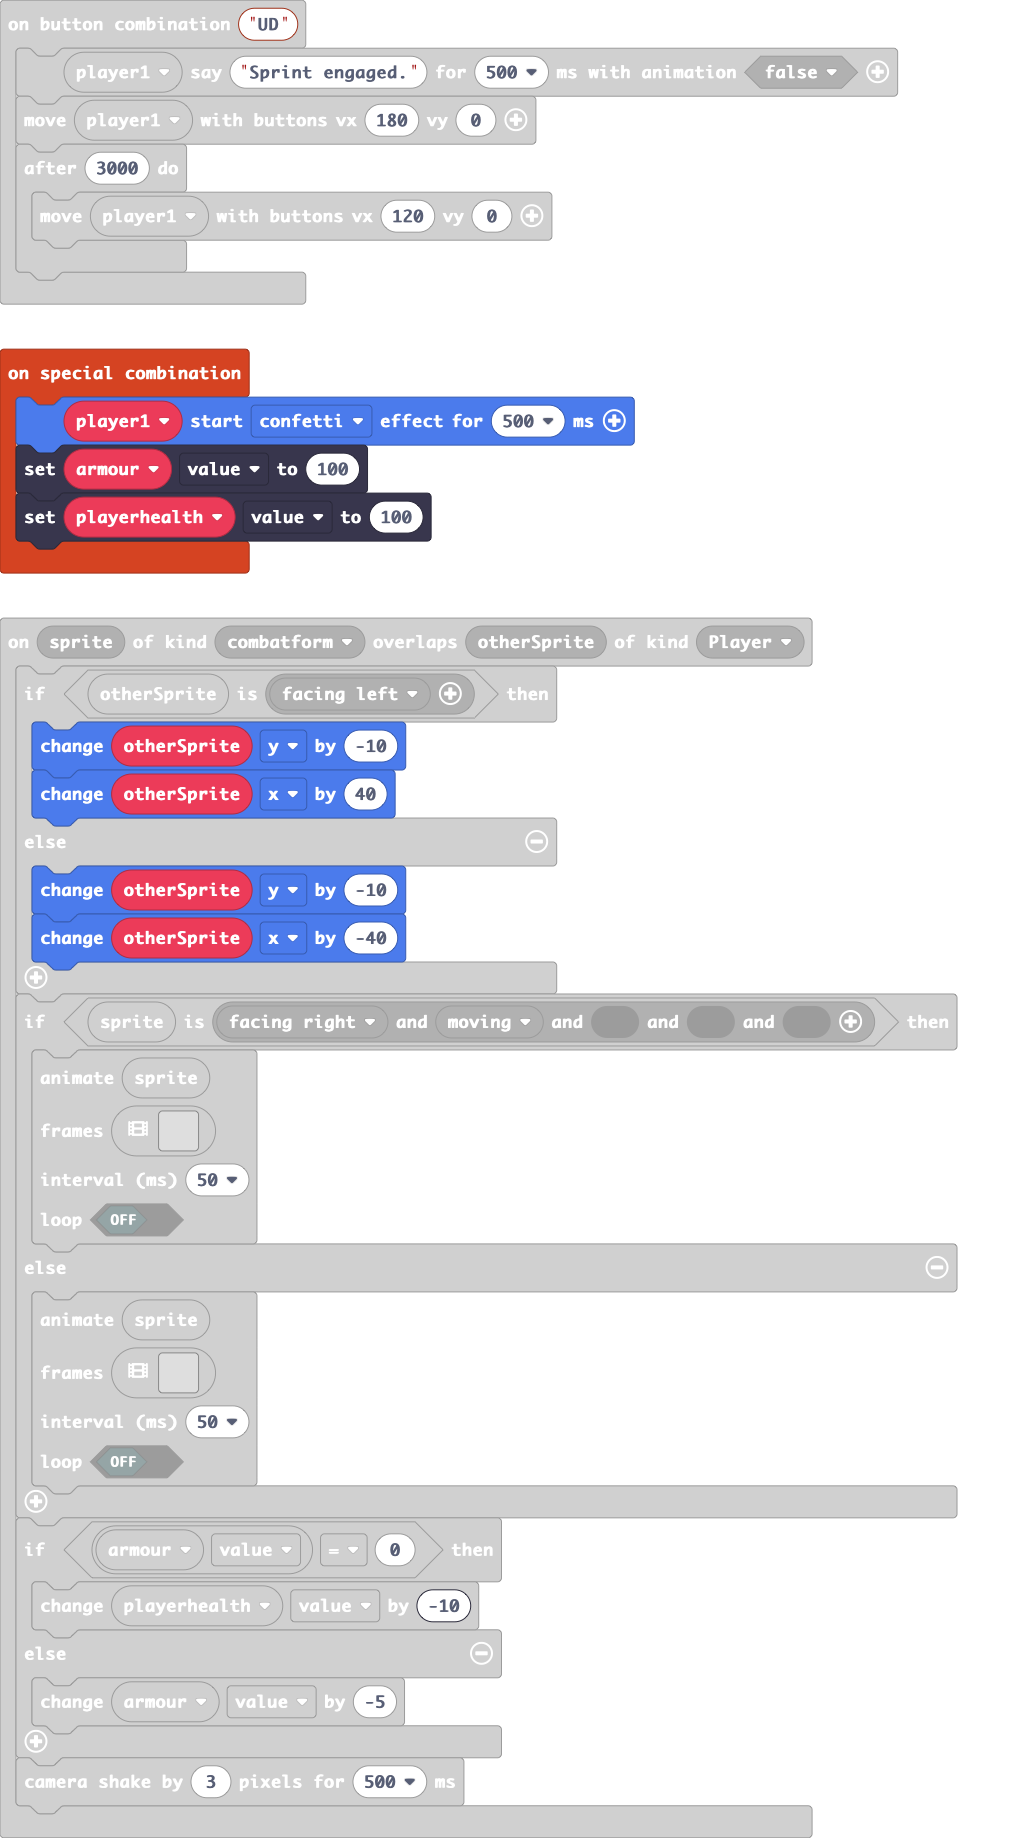 on button combination "UD"
player1 say "Sprint engaged." for 500 ms with animation false
move player1 with buttons vx 180 vy 0
after 3000 do
move player1 with buttons vx 120 vy 0
on special combination
player1 start confetti effect for 500 ms
set armour value to 100
set playerhealth value to 100
on sprite of kind combatform overlaps otherSprite of kind Player
if otherSprite is facing left then
change otherSprite y by -10
change otherSprite x by 40
else
change otherSprite y by -10
change otherSprite x by -40
if sprite is facing right and moving and and and then
animate sprite
frames
interval (ms) 50
loop OFF
else
animate sprite
frames
interval (ms) 50
loop OFF
if armour value = 0 then
change playerhealth value by -10
else
change armour value by -5
camera shake by 3 pixels for 500 ms